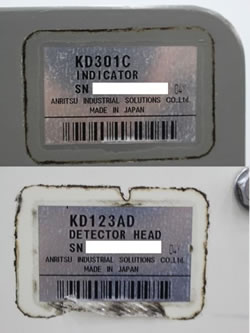 KD301C
INDICATOR
SN
ANRITSU INDUSTRIAL SOLUTIONS CO.,Ltd.
MADE IN JAPAN
KD123AD
DETECTOR HEAD
SN
ANRITSU INDUSTRIAL SOLUTIONS CO.,Ltd.
MADE IN JAPAN